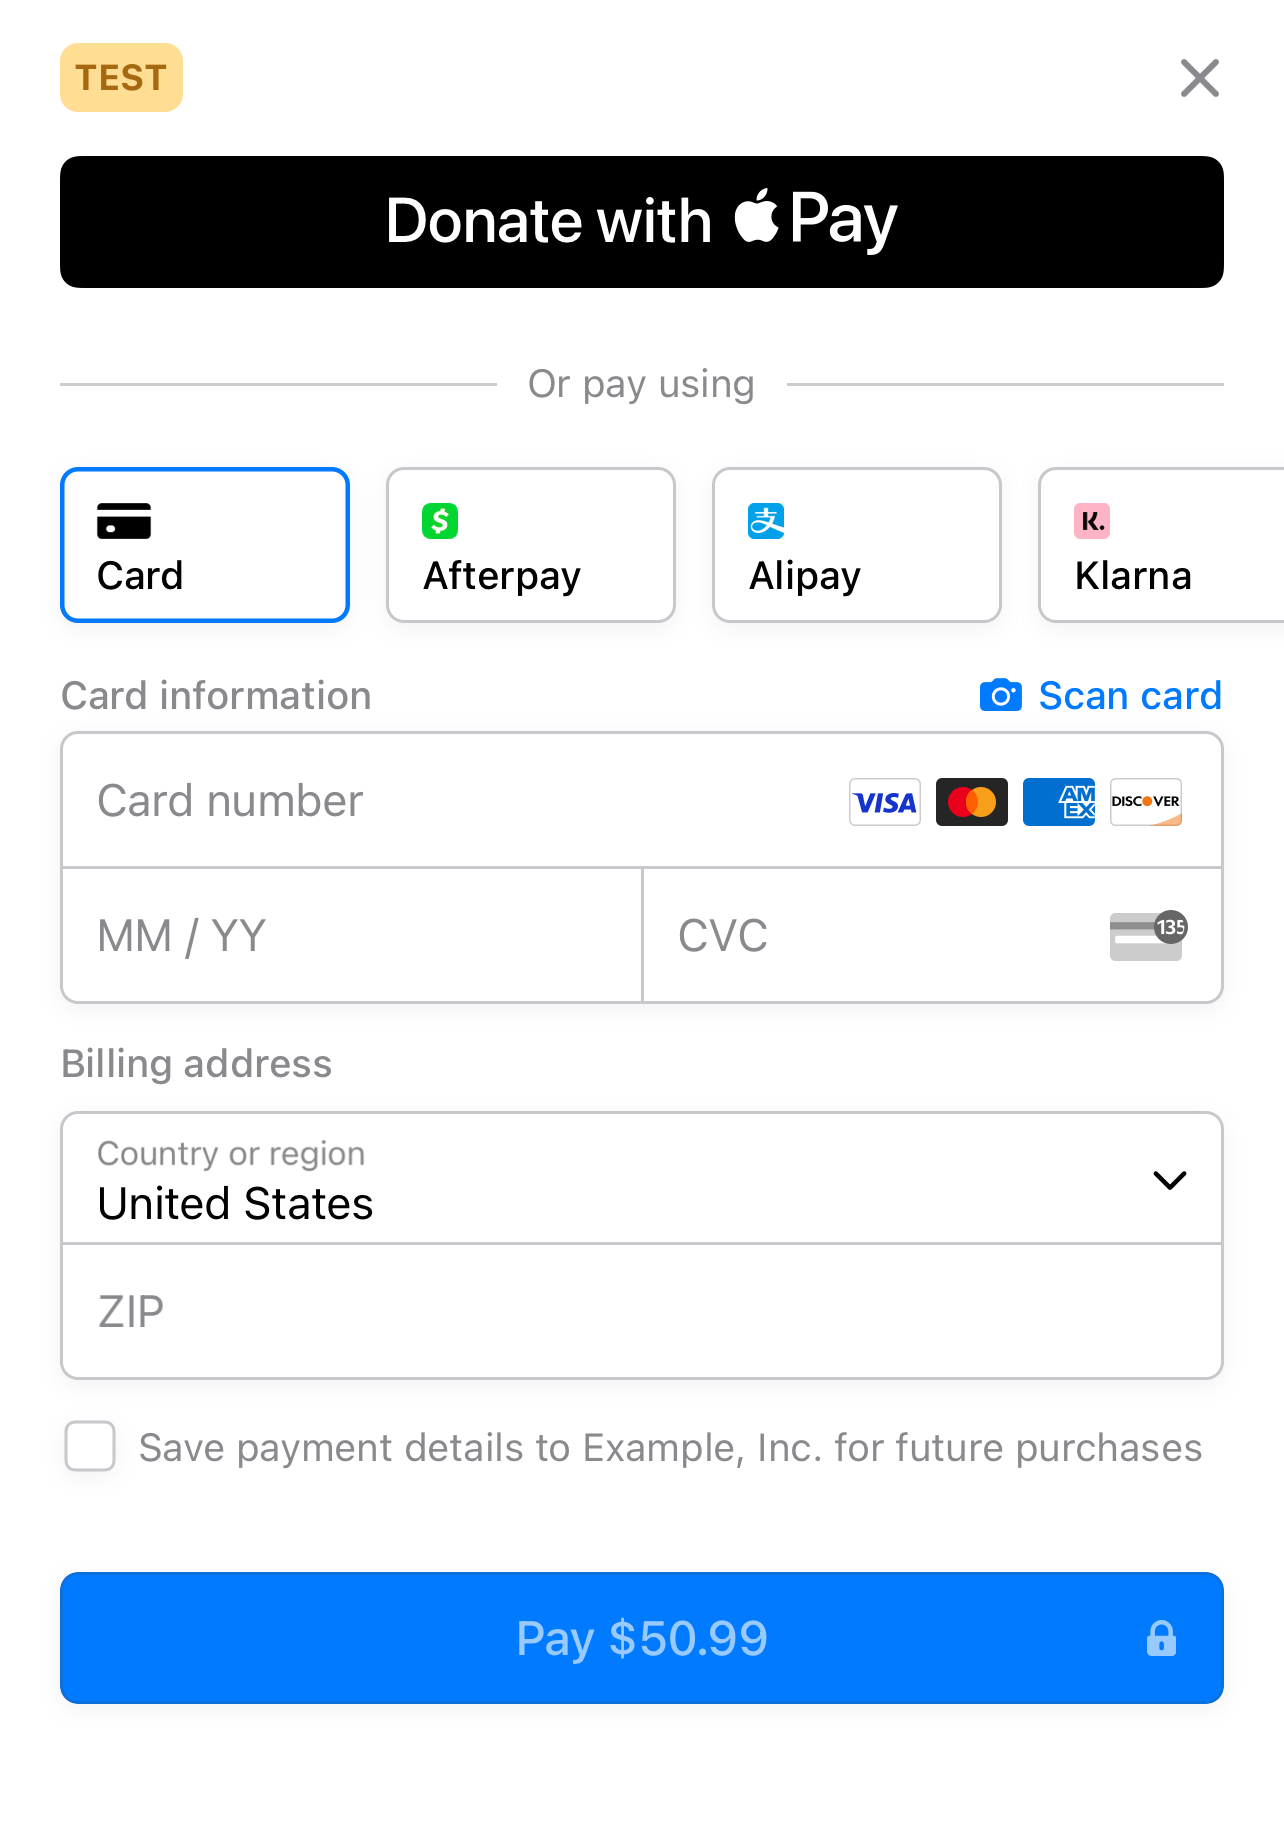 TEST
Donate with Pay
Or pay using
$
支
K.
Card
Afterpay
Alipay
Klarna
Card information
Scan card
Card number
VISA
AM
EX
DISCOVER
MM / YY
CVC
135
Billing address
Country or region
United States
ZIP
Save payment details to Example, Inc. for future purchases
Pay $50.99